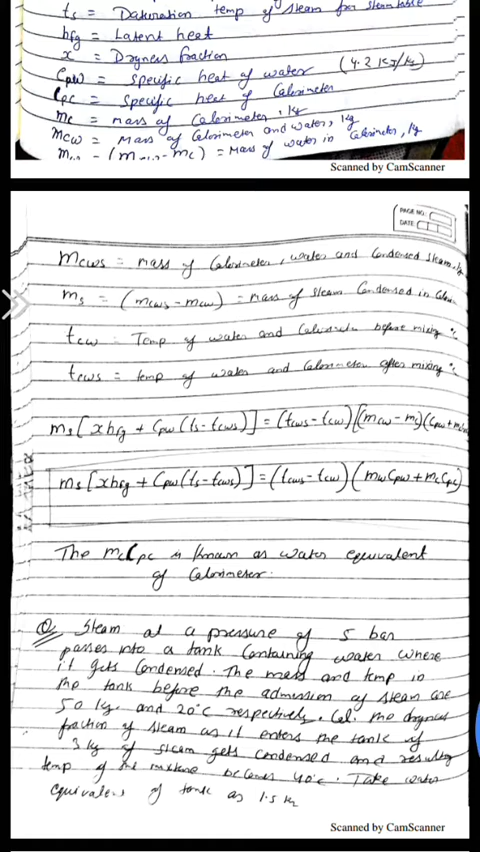 ts = Saturation temp of steam from steam table
hfg = Latent heat
x = Dryness fraction
Cpw = Specific heat of water (4.2 KJ/kg)
Cpc = Specific heat of Calorimeter
mc = mass of Calorimeter, kg
mcw = Mass of Calorimeter and water, kg
- mc) = Mass of water in Calorimeter, kg
Scanned by CamScanner
PAGE NO.
DATE
mcws = mass of Calorimeter, water and Condensed Steam
ms = (mcws - mcw) = mass of steam Condensed in
tcw = Temp of water and before mixing
tcws = temp of water and Calorimeter after mixing
ms[xhfg + Cpw(ts - tcws)] = (tcws - tcw)[(mcw - mc)(Cpw +
ms[xhfg + Cpw(ts - tcws)] = (tcws - tcw)(mwCpw + mcCpc)
The mcCpc is known as water equivalent
of Calorimeter.
Q. Steam at a pressure of 5 bar
passes into a tank Containing water where
it gets Condensed. The mass and temp in
the tank before the admission of steam are
50 kg. and 20°C respectively. Cal. the dryness
fraction of steam as it enters the tank if
3 kg of steam gets condensed and
temp of the mixture becomes 40°C. Take water
equivalent of tank as 1.5 kg
Scanned by CamScanner